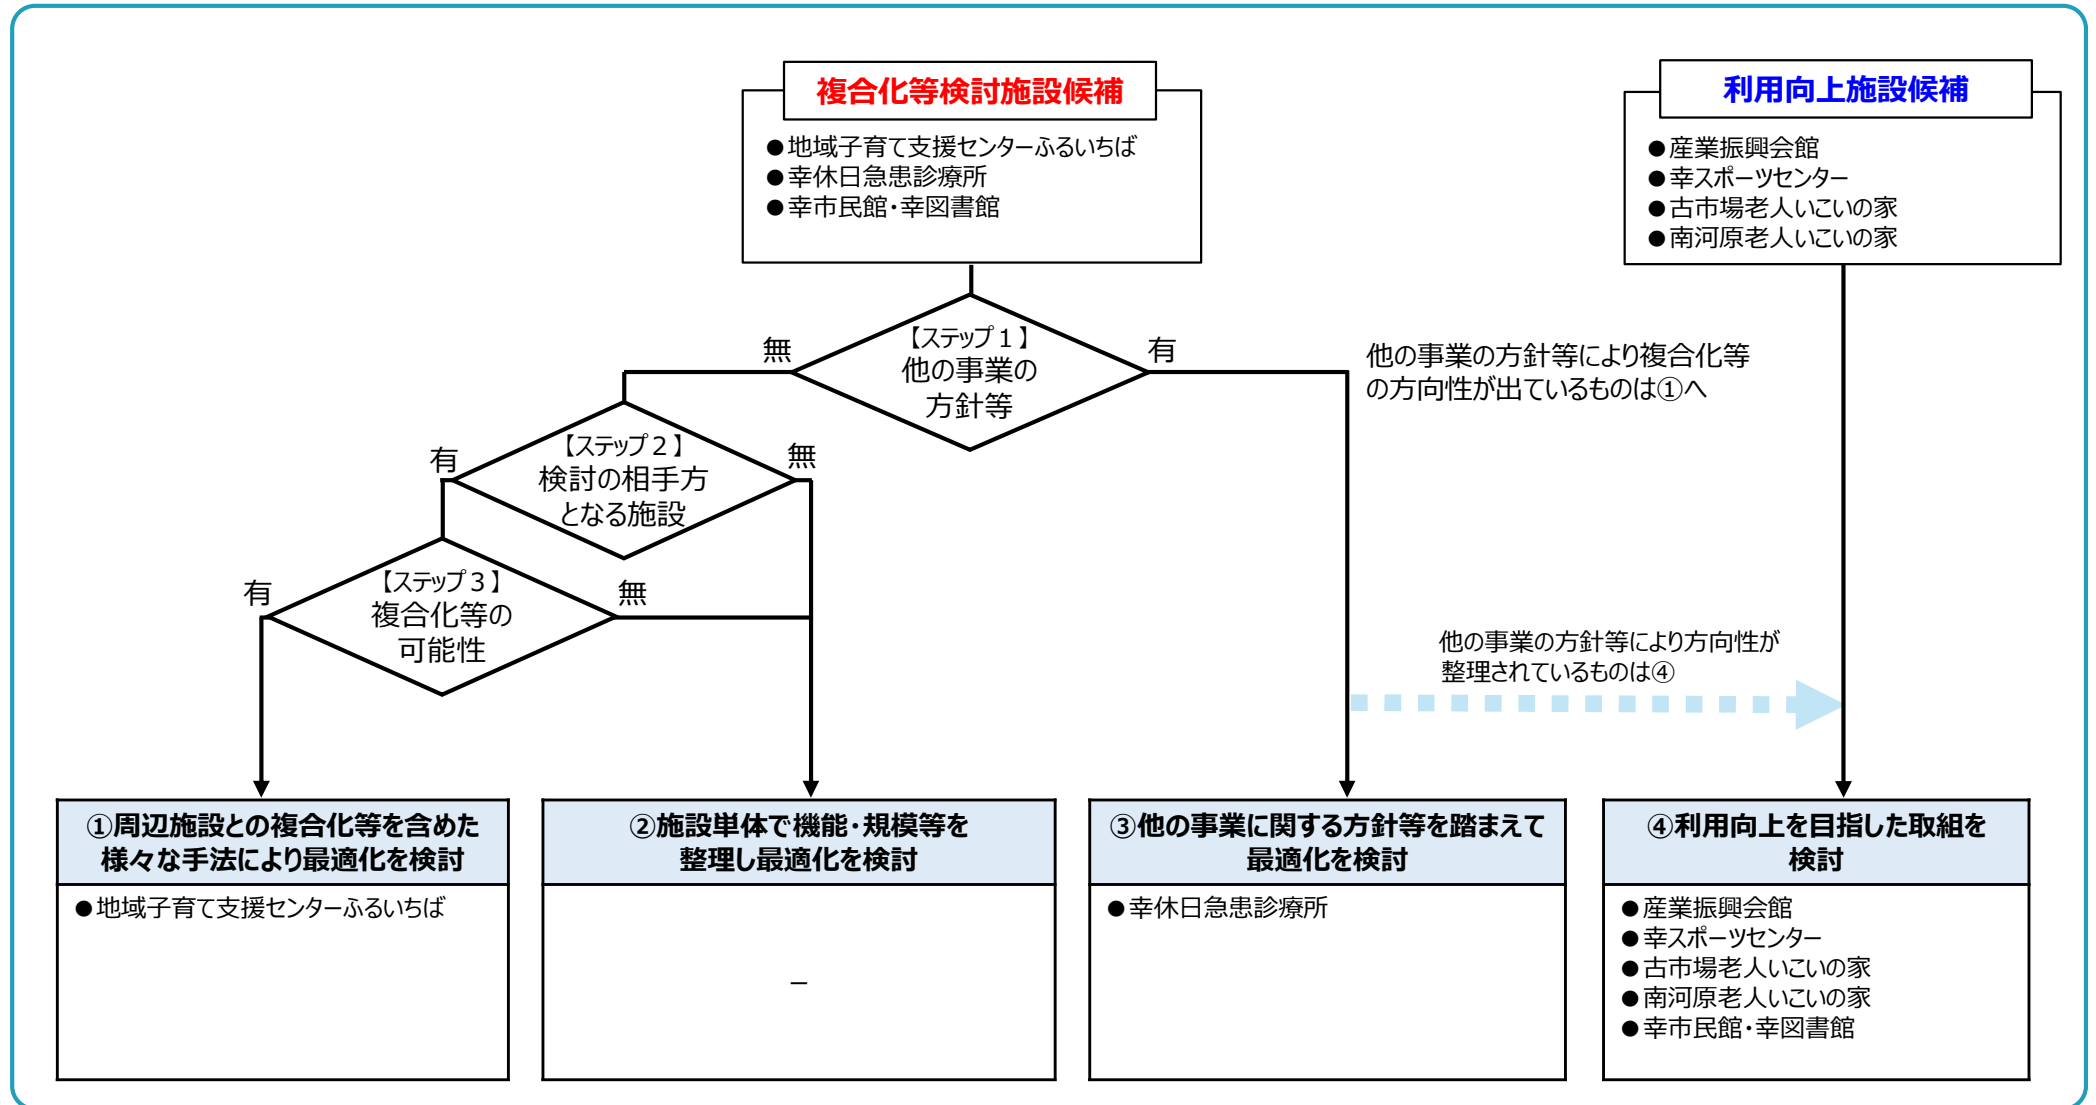 複合化等検討施設候補
●地域子育て支援センターふるいちば
●幸休日急患診療所
●幸市民館・幸図書館
利用向上施設候補
●産業振興会館
●幸スポーツセンター
●古市場老人いこいの家
●南河原老人いこいの家
【ステップ１】
他の事業の
方針等
無
有
他の事業の方針等により複合化等
の方向性が出ているものは①へ
【ステップ２】
検討の相手方
となる施設
有
無
【ステップ３】
複合化等の
可能性
有
無
他の事業の方針等により方向性が
整理されているものは④
①周辺施設との複合化等を含めた
様々な手法により最適化を検討
●地域子育て支援センターふるいちば
②施設単体で機能・規模等を
整理し最適化を検討
－
③他の事業に関する方針等を踏まえて
最適化を検討
●幸休日急患診療所
④利用向上を目指した取組を
検討
●産業振興会館
●幸スポーツセンター
●古市場老人いこいの家
●南河原老人いこいの家
●幸市民館・幸図書館